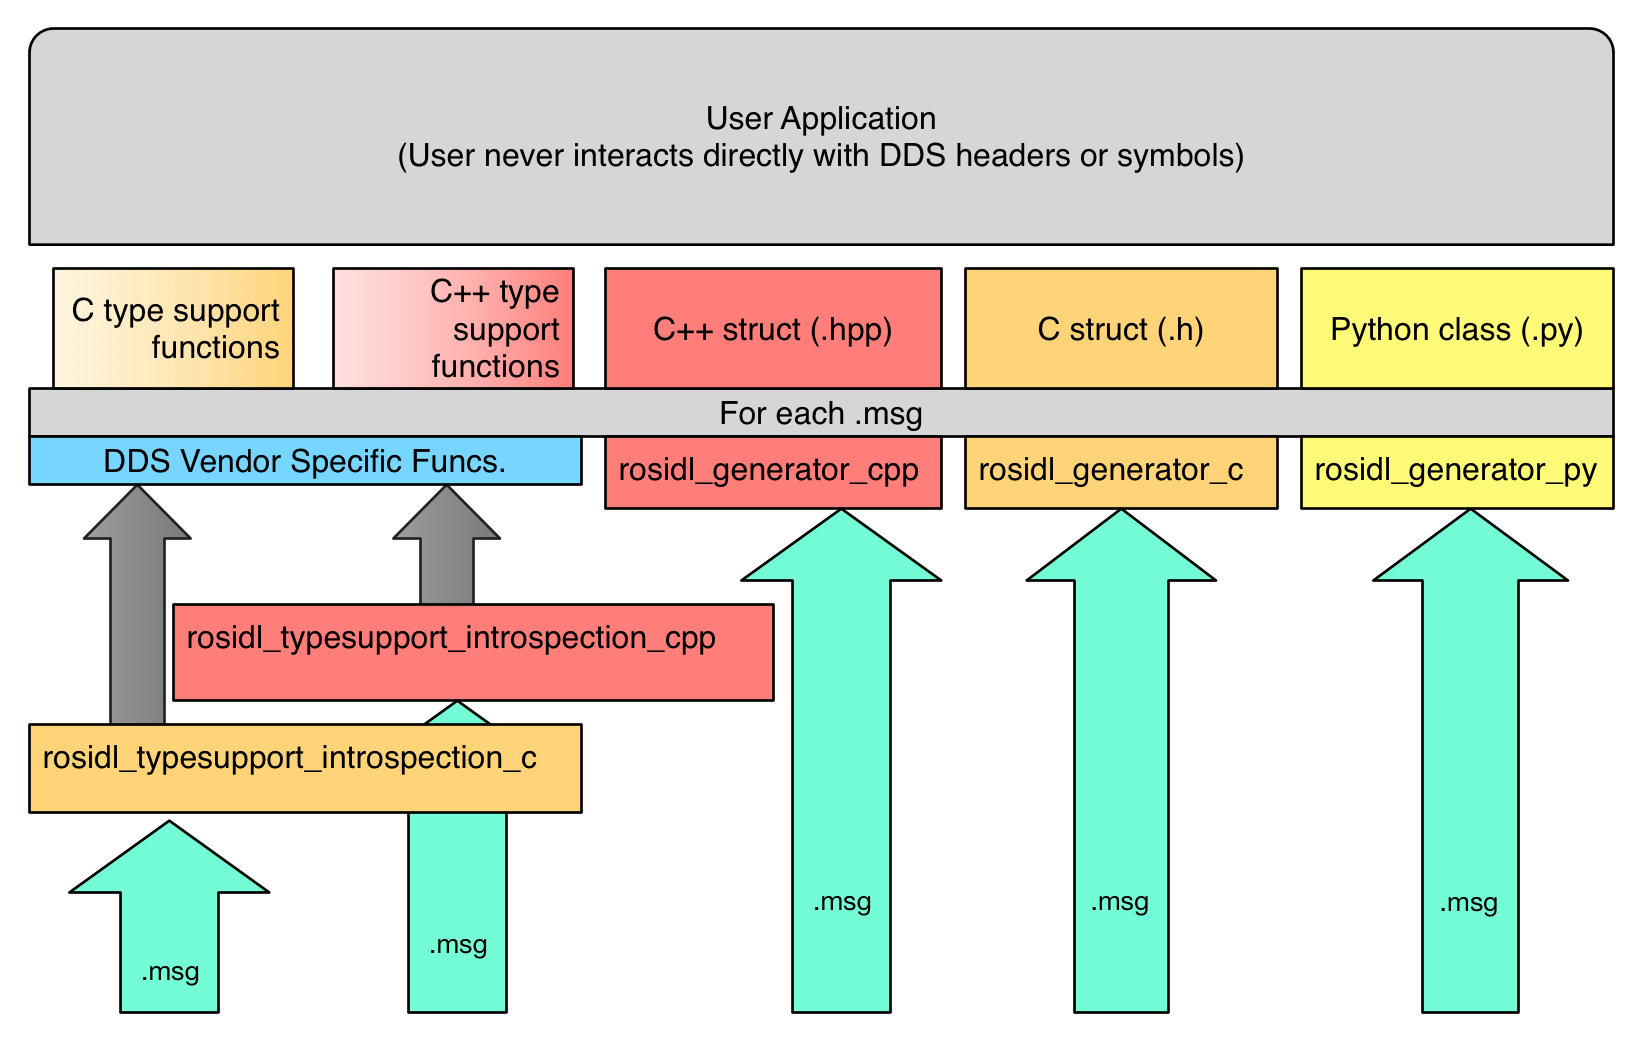 User Application
(User never interacts directly with DDS headers or symbols)
C type support
functions
C++ type
support
functions
C++ struct (.hpp)
C struct (.h)
Python class (.py)
For each .msg
DDS Vendor Specific Funcs.
rosidl_generator_cpp
rosidl_generator_c
rosidl_generator_py
rosidl_typesupport_introspection_cpp
rosidl_typesupport_introspection_c
.msg
.msg
.msg
.msg
.msg